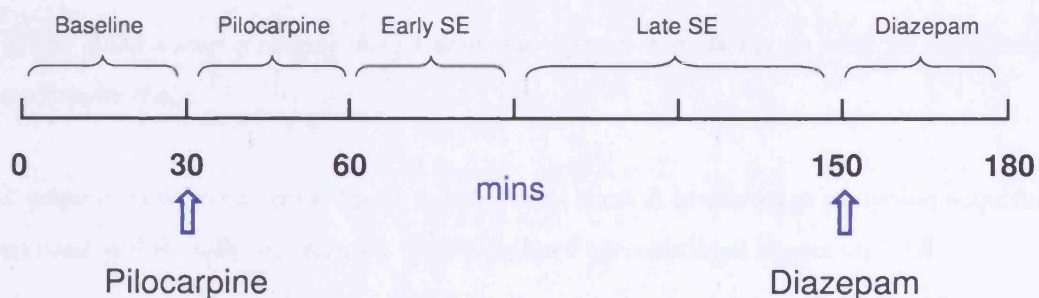 Baseline Pilocarpine Early SE Late SE Diazepam
0 30 60 150 180
mins
Pilocarpine Diazepam